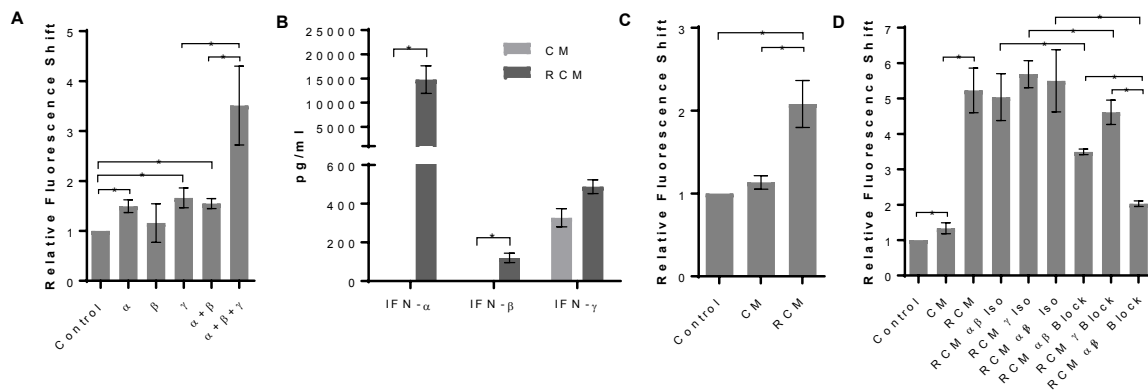 A
Relative Fluorescence Shift
5
4
3
2
1
0
*
*
*
*
*
Control
α
β
γ
α+β
α+β+γ
B
pg/ml
25000
20000
15000
10000
5000
600
400
200
0
*
*
CM
RCM
IFN-α
IFN-β
IFN-γ
C
Relative Fluorescence Shift
3
2
1
0
*
*
Control
CM
RCM
D
Relative Fluorescence Shift
7
6
5
4
3
2
1
0
*
*
*
*
*
*
*
Control
CM
RCM
RCM αβ Iso
RCM γ Iso
RCM αβ Iso
RCM αβ Block
RCM γ Block
RCM αβ Block